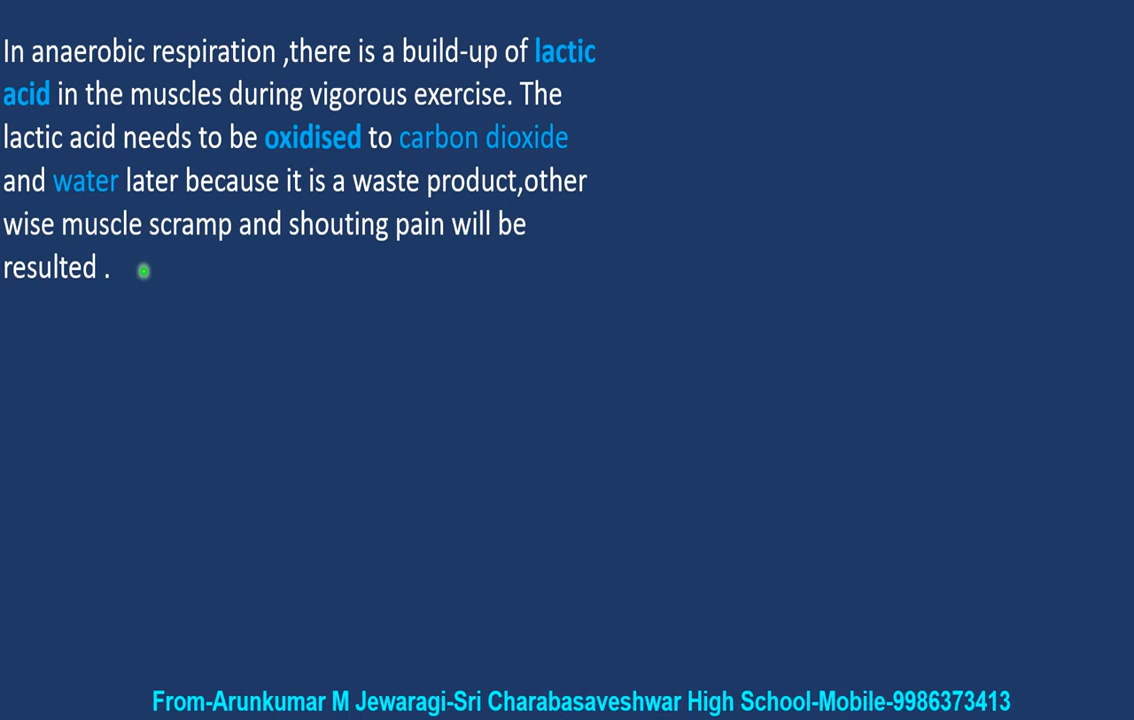 In anaerobic respiration ,there is a build-up of lactic
acid in the muscles during vigorous exercise. The
lactic acid needs to be oxidised to carbon dioxide
and water later because it is a waste product,other
wise muscle scramp and shouting pain will be
resulted .
From-Arunkumar M Jewaragi-Sri Charabasaveshwar High School-Mobile-9986373413